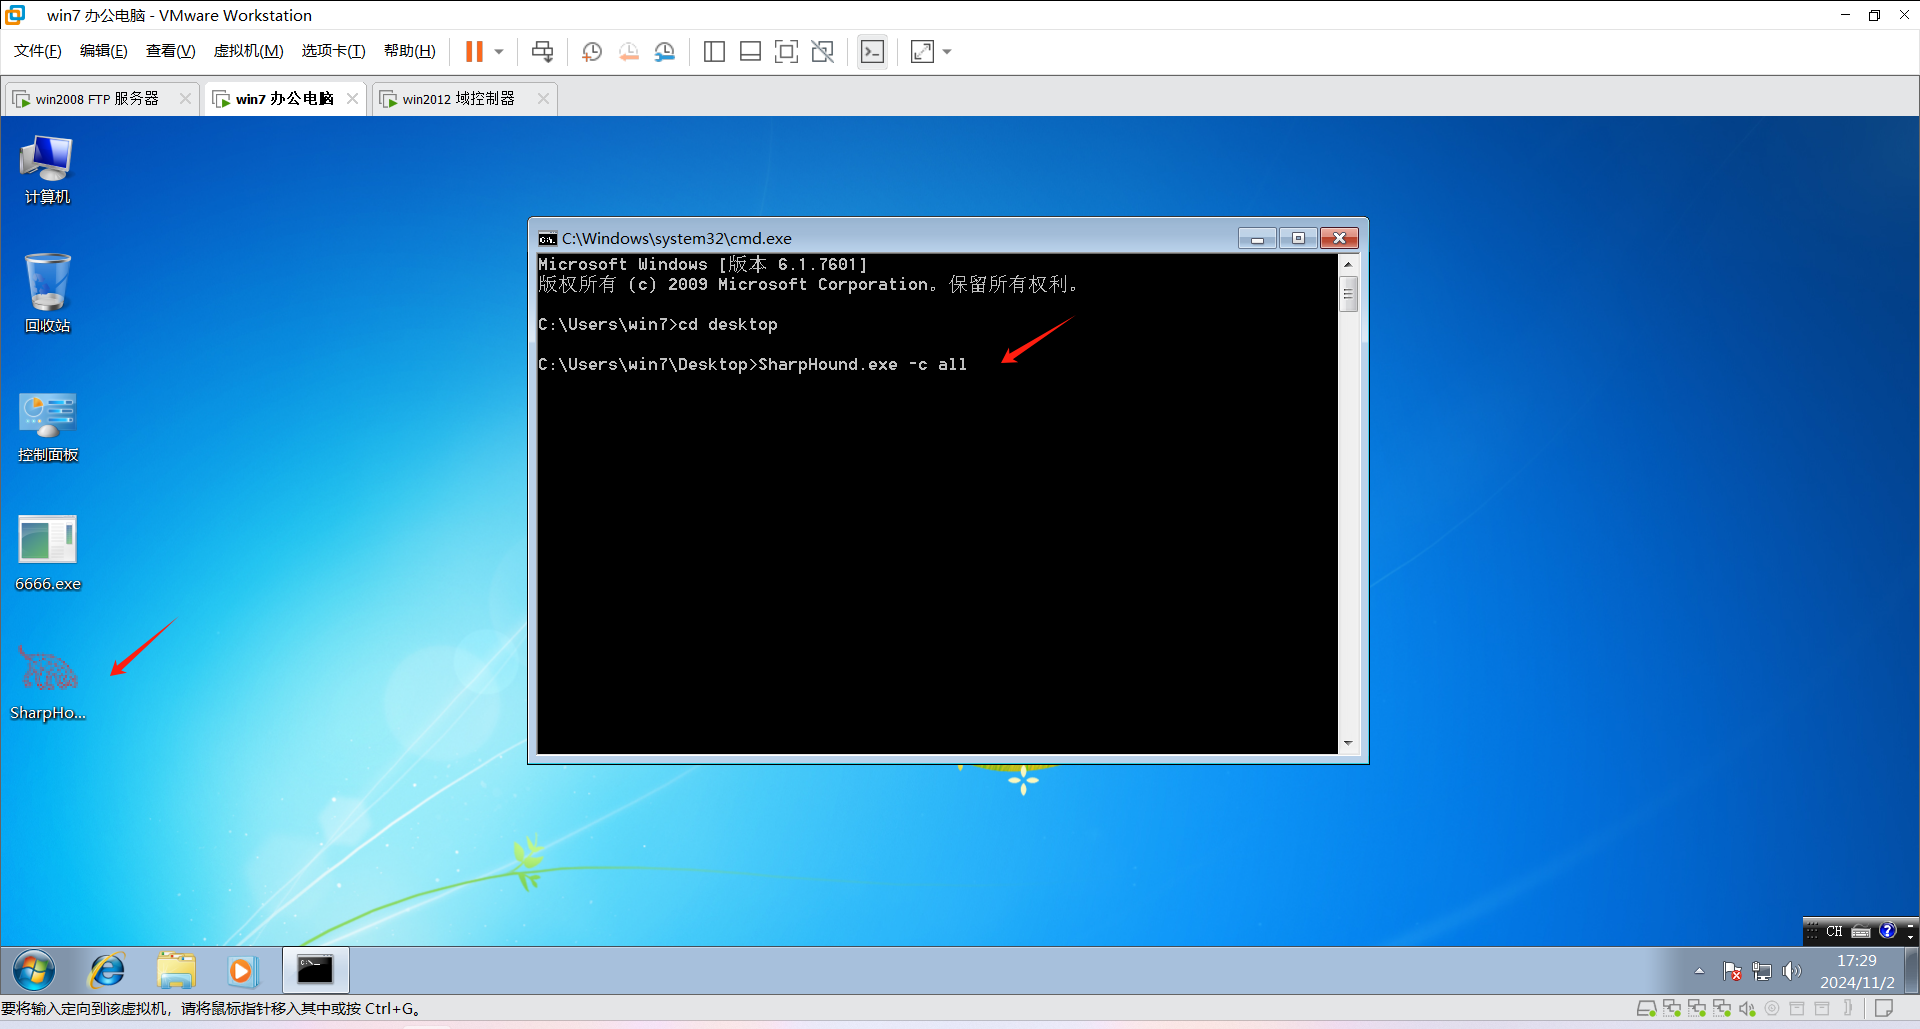 win7 办公电脑 - VMware Workstation
文件(F) 编辑(E) 查看(V) 虚拟机(M) 选项卡(T) 帮助(H)
win2008 FTP 服务器
win7 办公电脑
win2012 域控制器
计算机
回收站
控制面板
6666.exe
SharpHo...
C:\Windows\system32\cmd.exe
Microsoft Windows [版本 6.1.7601]
版权所有 (c) 2009 Microsoft Corporation。保留所有权利。
C:\Users\win7>cd desktop
C:\Users\win7\Desktop>SharpHound.exe -c all
CH
17:29
2024/11/2
要将输入定向到该虚拟机，请将鼠标指针移入其中或按 Ctrl+G。